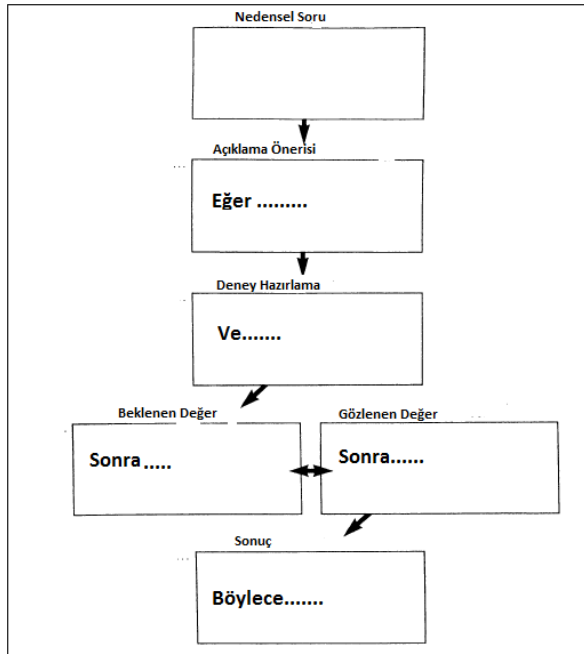 Nedensel Soru
Açıklama Önerisi
Eğer .........
Deney Hazırlama
Ve.......
Beklenen Değer
Gözlenen Değer
Sonra .....
Sonra......
Sonuç
Böylece.......